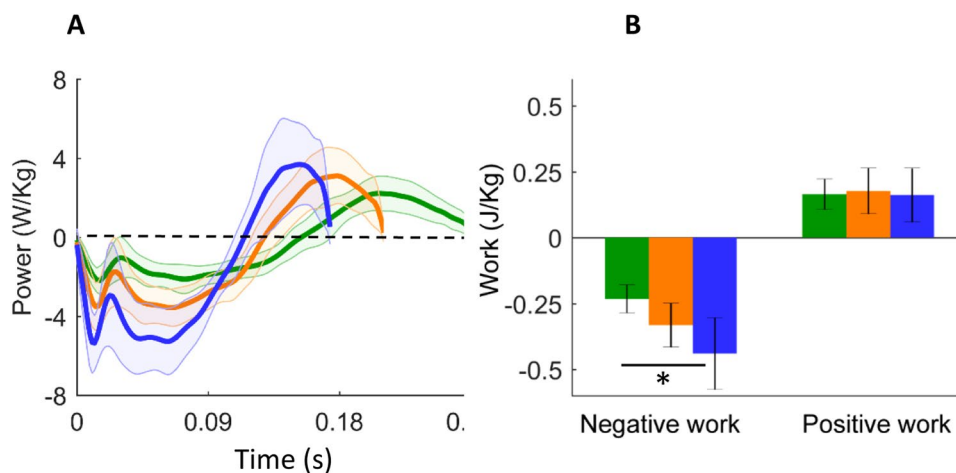 A
Power (W/Kg)
8
4
0
-4
-8
0
0.09
0.18
0.
Time (s)
B
Work (J/Kg)
0.5
0.25
0
-0.25
-0.5
*
Negative work
Positive work